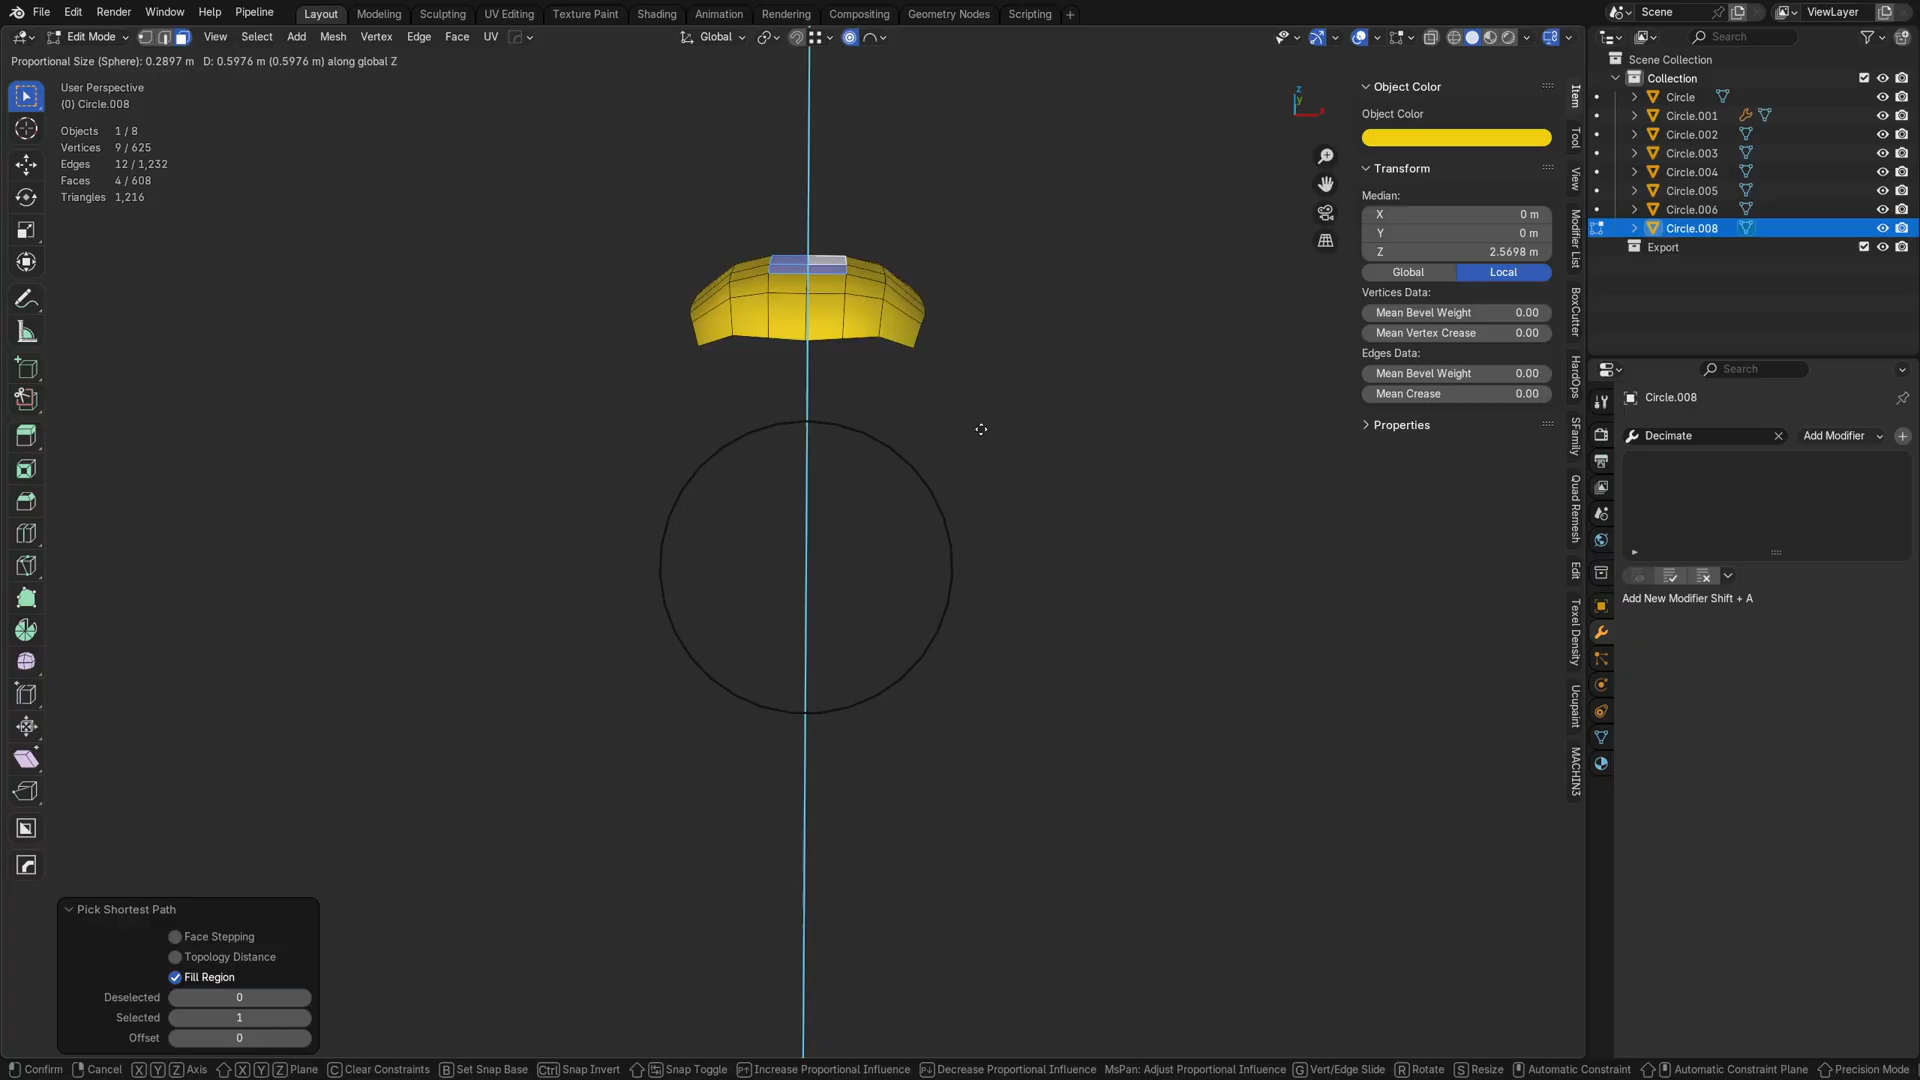 File Edit Render Window Help Pipeline Layout Modeling Sculpting UV Editing Texture Paint Shading Animation Rendering Compositing Geometry Nodes Scripting + Scene ViewLayer
Edit Mode View Select Add Mesh Vertex Edge Face UV Global Search
Proportional Size (Sphere): 0.2897 m D: 0.5976 m (0.5976 m) along global Z
User Perspective
(0) Circle.008
Objects 1 / 8
Vertices 9 / 625
Edges 12 / 1,232
Faces 4 / 608
Triangles 1,216
z
y
x
Object Color
Object Color
Transform
Median:
X 0 m
Y 0 m
Z 2.5698 m
Global Local
Vertices Data:
Mean Bevel Weight 0.00
Mean Vertex Crease 0.00
Edges Data:
Mean Bevel Weight 0.00
Mean Crease 0.00
Properties
Item
Tool
View
Modifier List
BoxCutter
HardOps
SFamily
Quad Remesh
Edit
Texel Density
Ucupaint
MACHIN3
Scene Collection
Collection
Circle
Circle.001
Circle.002
Circle.003
Circle.004
Circle.005
Circle.006
Circle.008
Export
Search
Circle.008
Decimate Add Modifier
Add New Modifier Shift + A
Pick Shortest Path
Face Stepping
Topology Distance
Fill Region
Deselected 0
Selected 1
Offset 0
Confirm Cancel X Y Z Axis X Y Z Plane C Clear Constraints B Set Snap Base Ctrl Snap Invert Snap Toggle Increase Proportional Influence Decrease Proportional Influence MsPan: Adjust Proportional Influence G Vert/Edge Slide R Rotate S Resize Automatic Constraint Automatic Constraint Plane Precision Mode